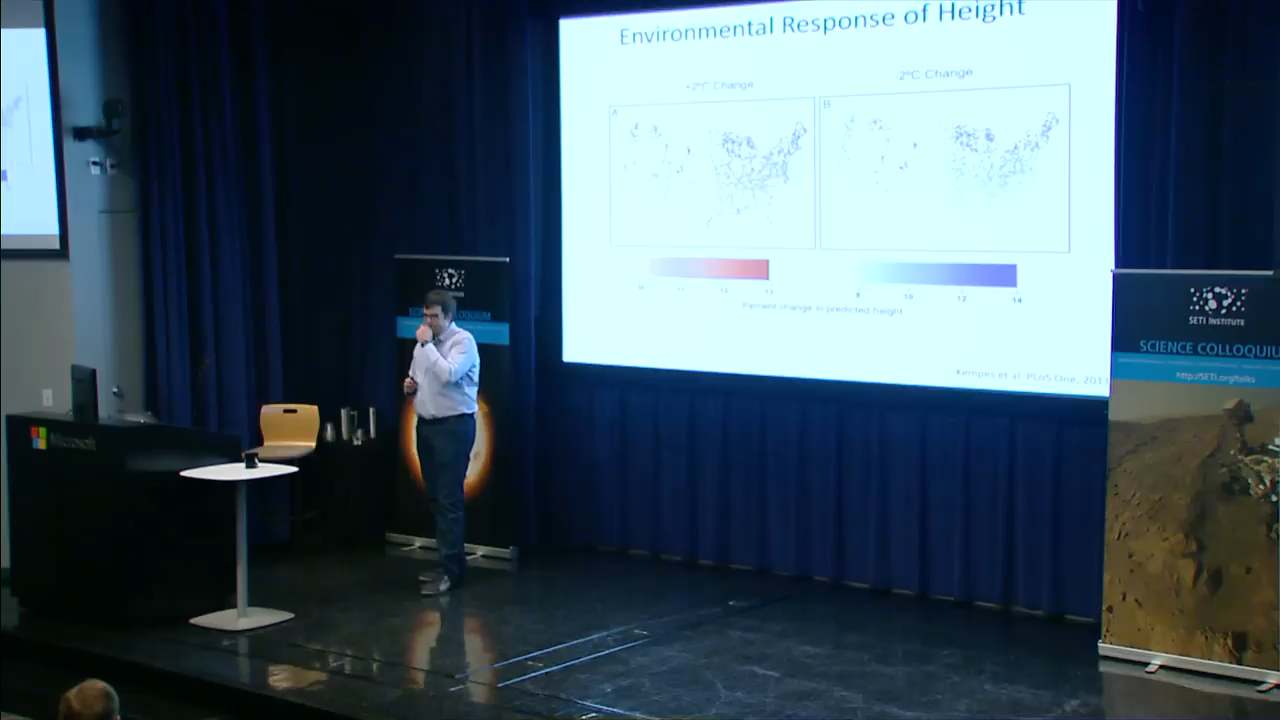 Environmental Response of Height
+2°C Change
2°C Change
A
B
8
10
12
14
Percent change in predicted height
Kempes et al. PLoS One, 2011
SETI INSTITUTE
SCIENCE COLLOQUIU
http://SETI.org/talks
Microsoft